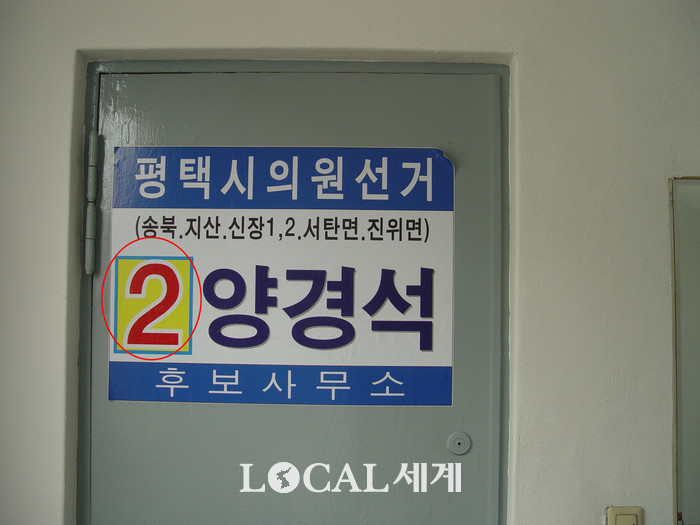 평택시의원선거
(송북.지산.신장1,2.서탄면.진위면)
2 양경석
후보사무소
LOCAL세계